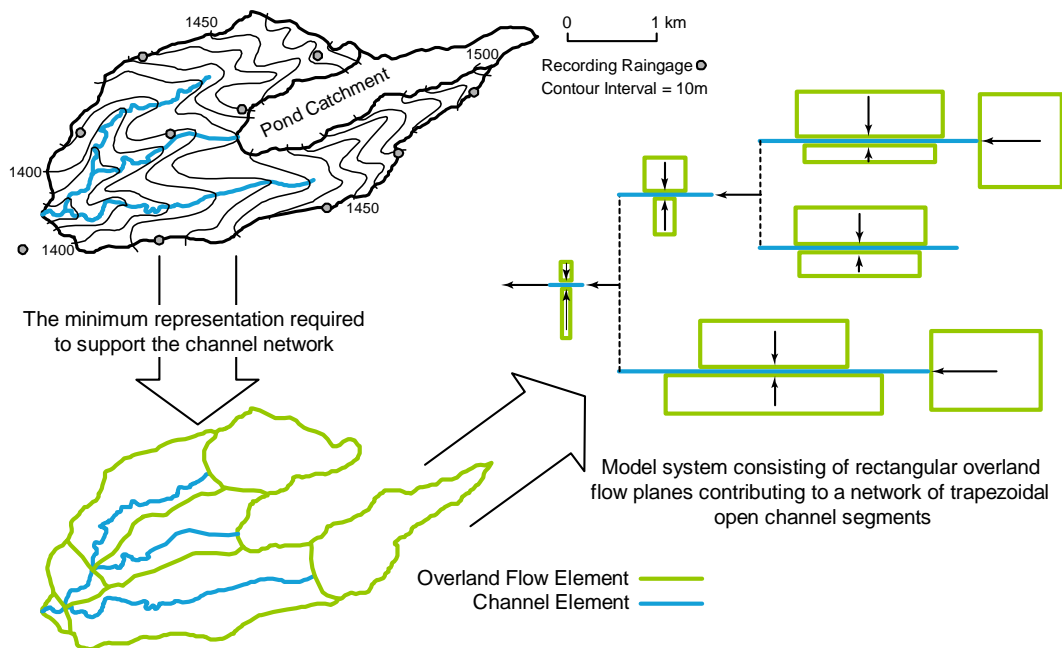 1450
0 1 km
1500
Recording Raingage
Contour Interval = 10m
Pond Catchment
1400
1450
1400
The minimum representation required
to support the channel network
Model system consisting of rectangular overland
flow planes contributing to a network of trapezoidal
open channel segments
Overland Flow Element
Channel Element